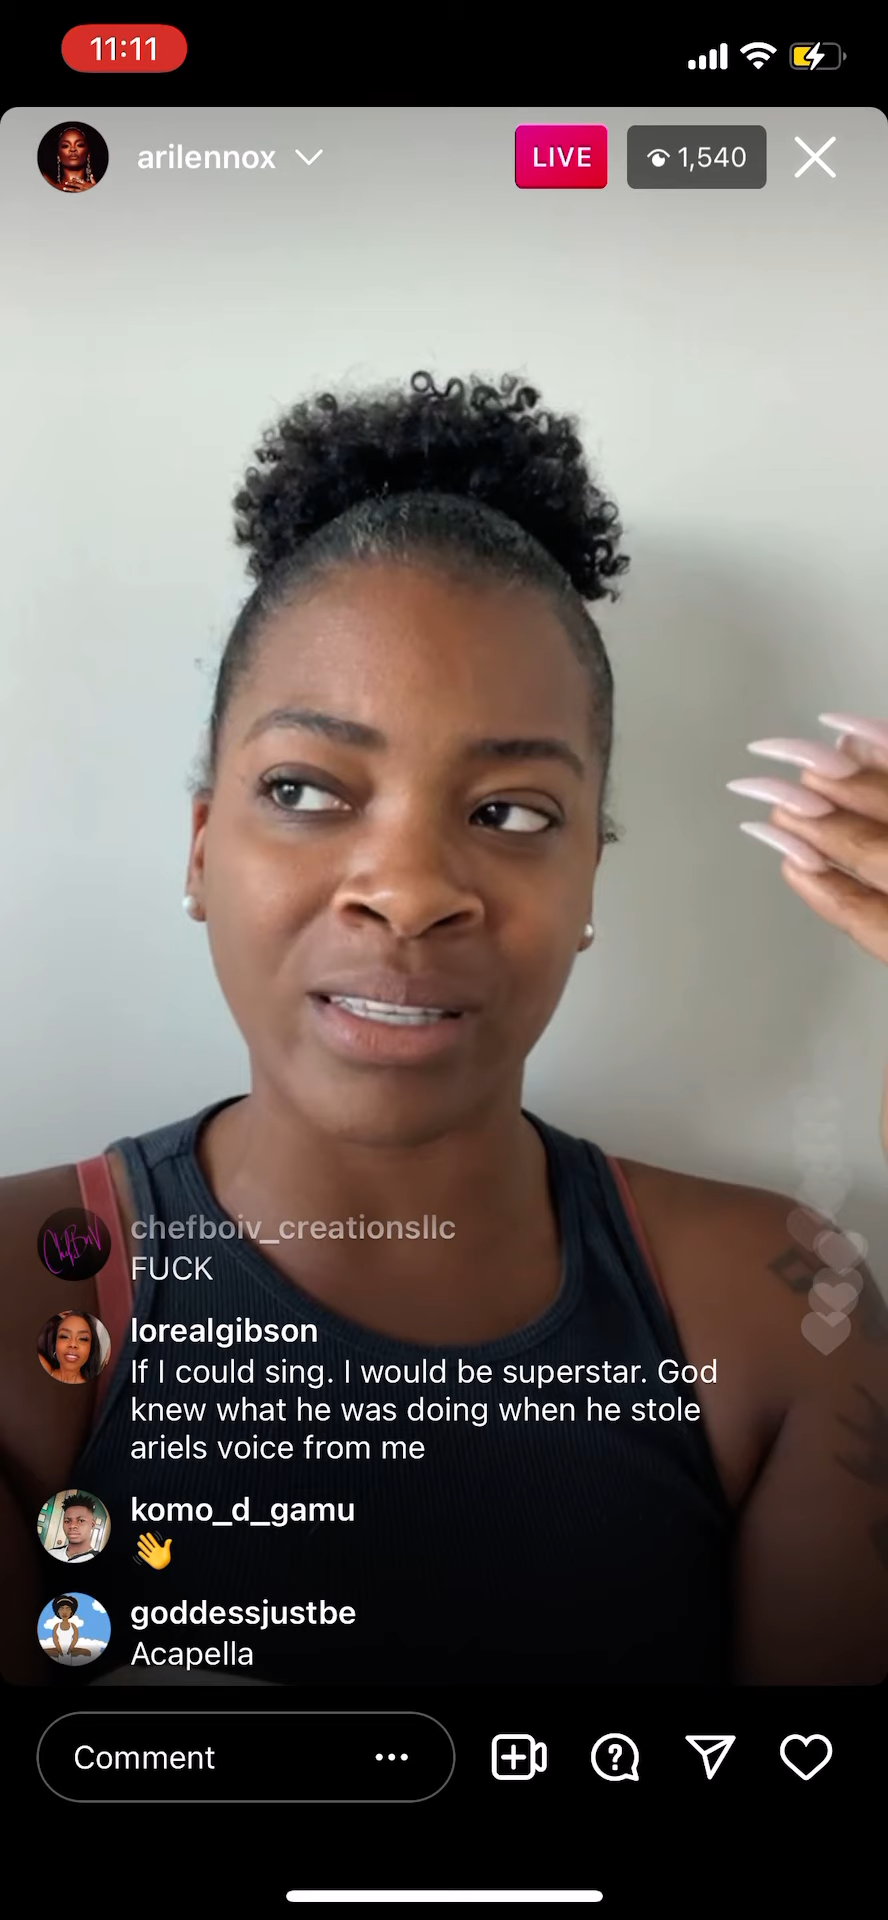 11:11
arilennox
LIVE
1,540
chefboiv_creationsllc
FUCK
lorealgibson
If I could sing. I would be superstar. God
knew what he was doing when he stole
ariels voice from me
komo_d_gamu
👋
goddessjustbe
Acapella
Comment